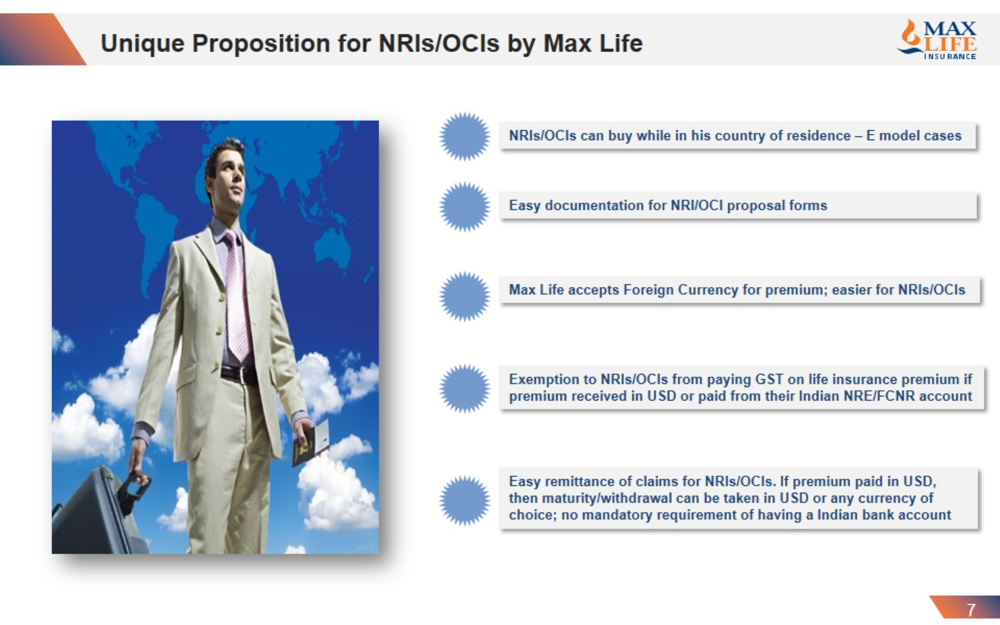 Unique Proposition for NRIs/OCIs by Max Life
MAX
LIFE
INSURANCE
NRIs/OCIs can buy while in his country of residence – E model cases
Easy documentation for NRI/OCI proposal forms
Max Life accepts Foreign Currency for premium; easier for NRIs/OCIs
Exemption to NRIs/OCIs from paying GST on life insurance premium if
premium received in USD or paid from their Indian NRE/FCNR account
Easy remittance of claims for NRIs/OCIs. If premium paid in USD,
then maturity/withdrawal can be taken in USD or any currency of
choice; no mandatory requirement of having a Indian bank account
7